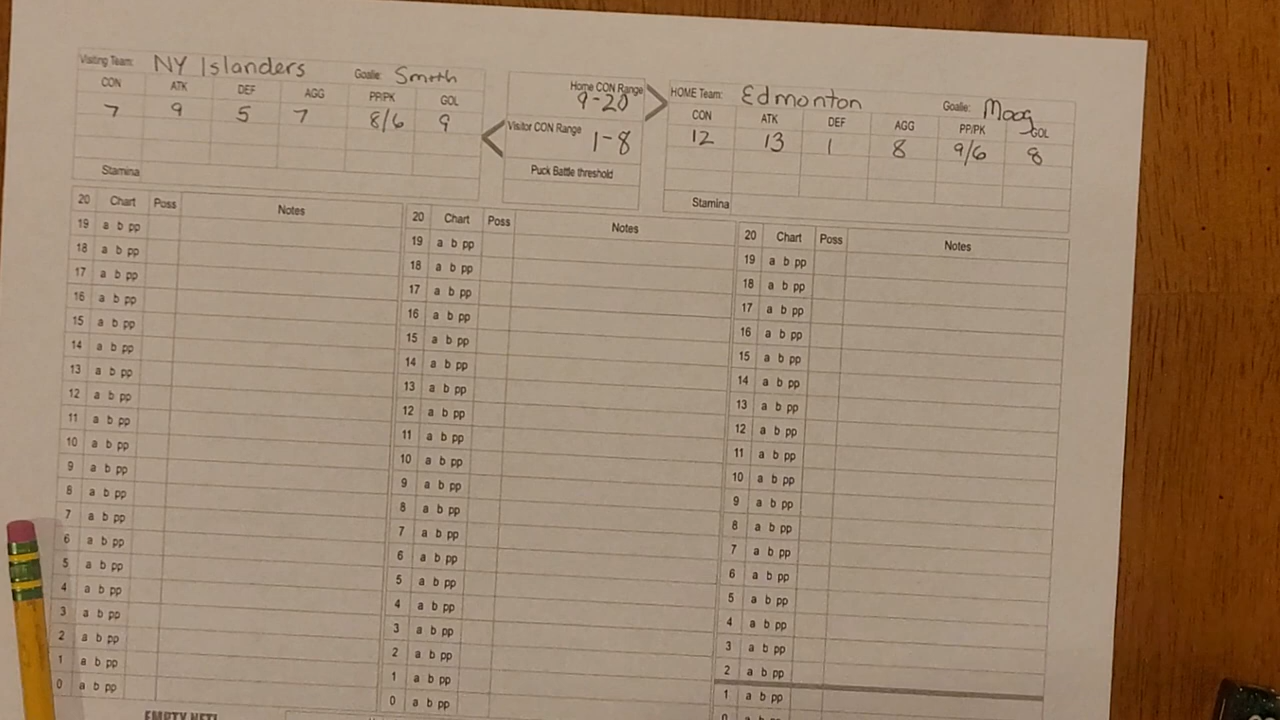 Visiting Team: NY Islanders Goalie: Smith
CON ATK DEF AGG PP/PK GOL
7 9 5 7 8/6 9
Stamina
Home CON Range
9-20
Visitor CON Range
1-8
Puck Battle threshold
HOME Team: Edmonton Goalie: Moog
CON ATK DEF AGG PP/PK GOL
12 13 1 8 9/6 8
Stamina
20 Chart Poss Notes
19 a b pp
18 a b pp
17 a b pp
16 a b pp
15 a b pp
14 a b pp
13 a b pp
12 a b pp
11 a b pp
10 a b pp
9 a b pp
8 a b pp
7 a b pp
6 a b pp
5 a b pp
4 a b pp
3 a b pp
2 a b pp
1 a b pp
0 a b pp
EMPTY NET!
20 Chart Poss Notes
19 a b pp
18 a b pp
17 a b pp
16 a b pp
15 a b pp
14 a b pp
13 a b pp
12 a b pp
11 a b pp
10 a b pp
9 a b pp
8 a b pp
7 a b pp
6 a b pp
5 a b pp
4 a b pp
3 a b pp
2 a b pp
1 a b pp
0 a b pp
20 Chart Poss Notes
19 a b pp
18 a b pp
17 a b pp
16 a b pp
15 a b pp
14 a b pp
13 a b pp
12 a b pp
11 a b pp
10 a b pp
9 a b pp
8 a b pp
7 a b pp
6 a b pp
5 a b pp
4 a b pp
3 a b pp
2 a b pp
1 a b pp